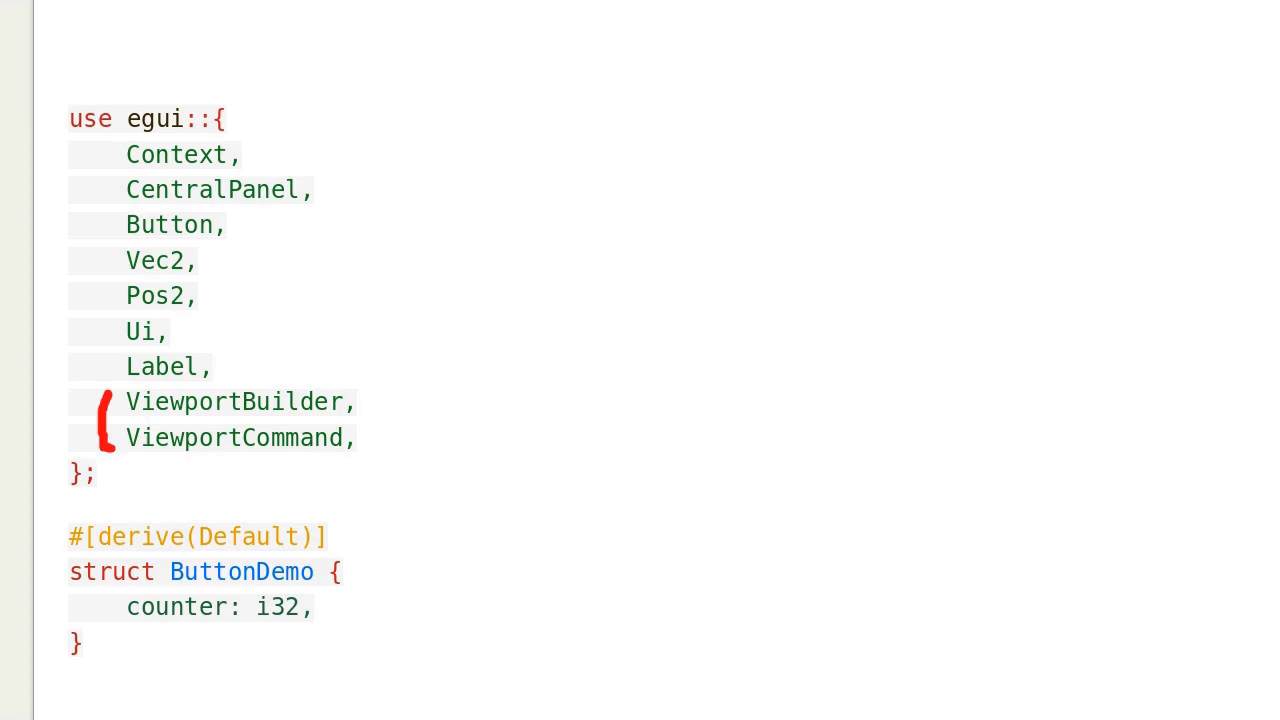 use egui::{
    Context,
    CentralPanel,
    Button,
    Vec2,
    Pos2,
    Ui,
    Label,
    ViewportBuilder,
    ViewportCommand,
};

#[derive(Default)]
struct ButtonDemo {
    counter: i32,
}